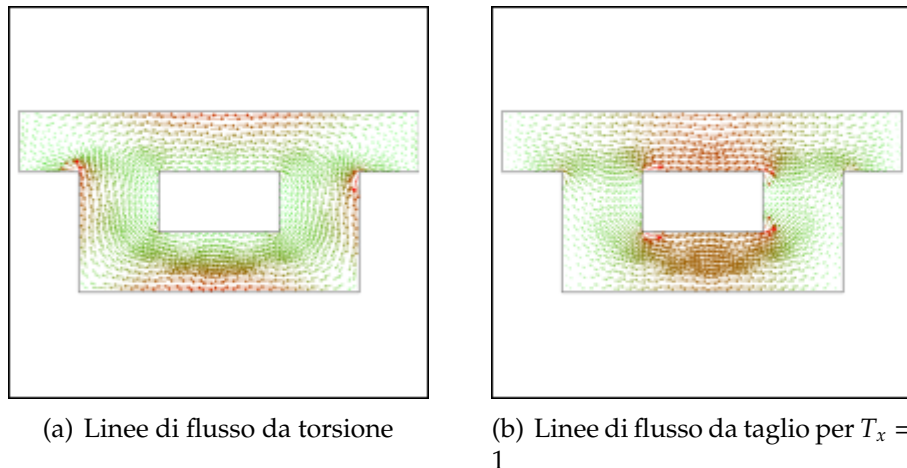 (a) Linee di flusso da torsione
(b) Linee di flusso da taglio per Tₓ =
1